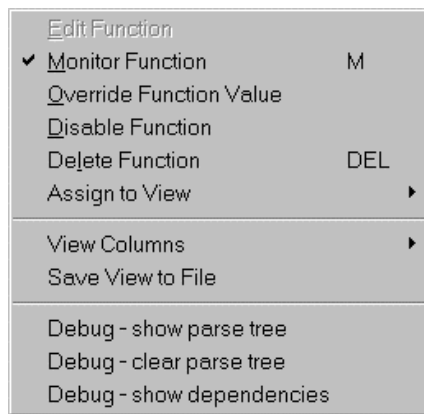 Edit Function
Monitor Function M
Override Function Value
Disable Function
Delete Function DEL
Assign to View
View Columns
Save View to File
Debug - show parse tree
Debug - clear parse tree
Debug - show dependencies